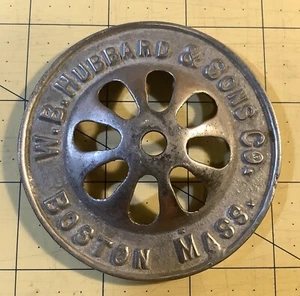 W. B. HUBBARD & SONS CO.
BOSTON MASS.